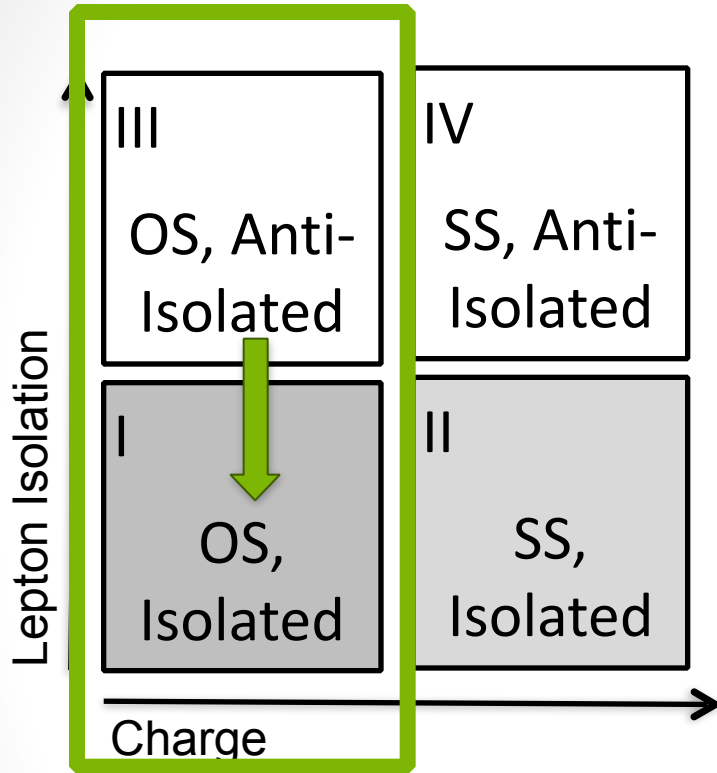 III
OS, Anti-
Isolated
IV
SS, Anti-
Isolated
I
OS,
Isolated
II
SS,
Isolated
Lepton Isolation
Charge